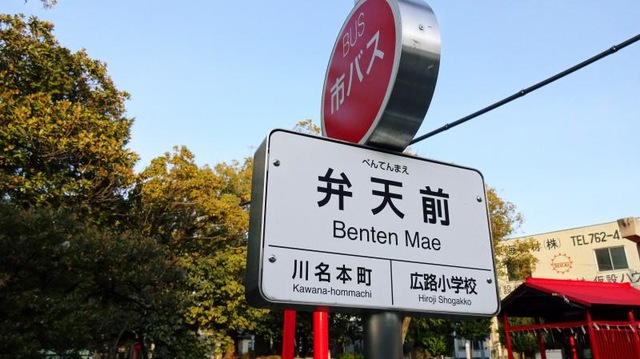 BUS
市バス
べんてんまえ
弁天前
Benten Mae
川名本町
Kawana-hommachi
広路小学校
Hiroji Shogakko
(株) TEL762-4